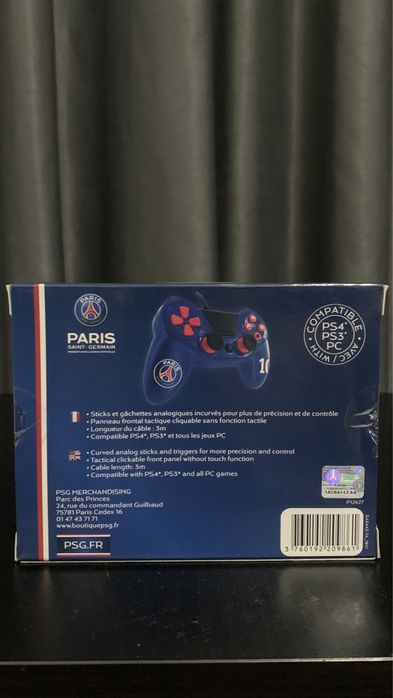 PARIS
SAINT-GERMAIN
PARIS
SAINT-GERMAIN
PARIS
10
COMPATIBLE
PS4*
PS3*
PC
AVEC / WITH
• Sticks et gâchettes analogiques incurvés pour plus de précision et de contrôle
• Panneau frontal tactique cliquable sans fonction tactile
• Longueur du câble : 3m
• Compatible PS4*, PS3* et tous les jeux PC
• Curved analog sticks and triggers for more precision and control
• Tactical clickable front panel without touch function
• Cable length: 3m
• Compatible with PS4*, PS3* and all PC games
PSG MERCHANDISING
Parc des Princes
24, rue du commandant Guilbaud
75781 Paris Cedex 16
01 47 43 71 71
www.boutiquepsg.fr
PSG.FR
P12627
3 760192 209861